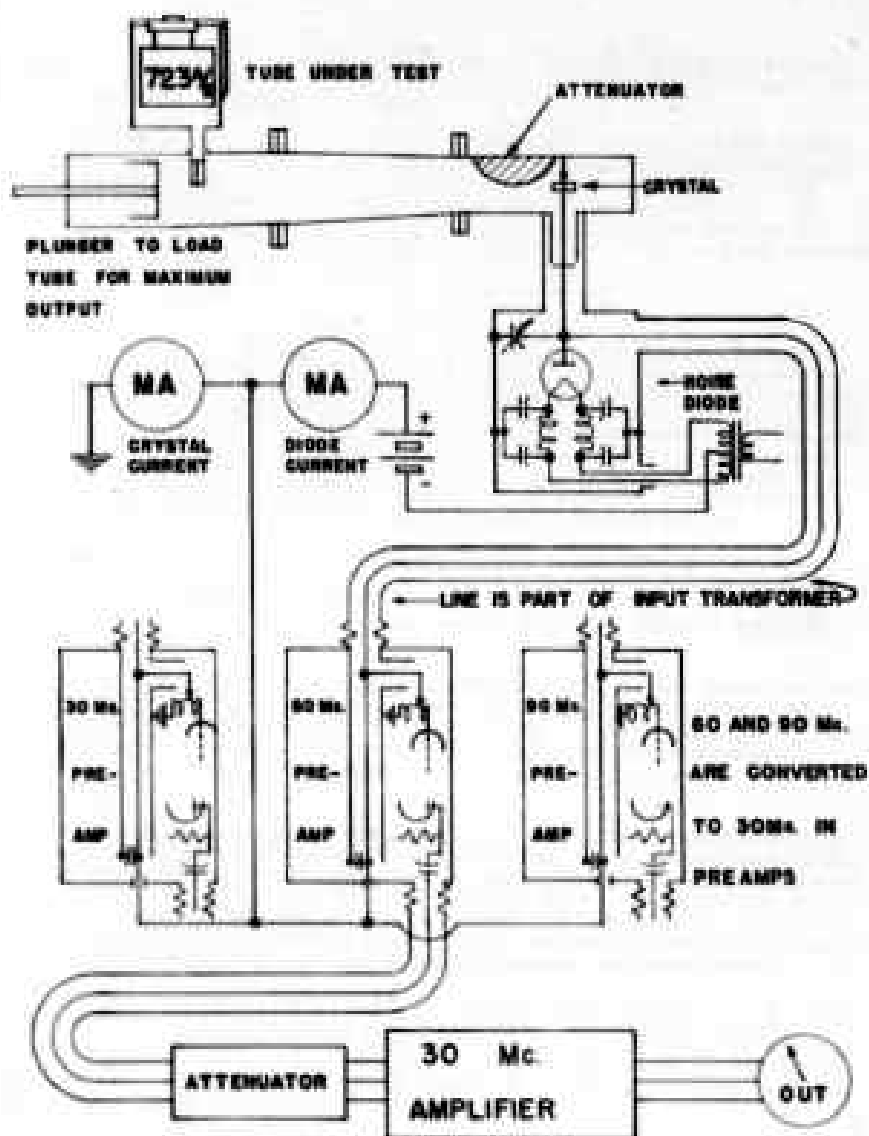 TUBE UNDER TEST
ATTENUATOR
CRYSTAL
PLUNGER TO LOAD
TUBE FOR MAXIMUM
OUTPUT
MA
MA
CRYSTAL
CURRENT
DIODE
CURRENT
+
-
NOISE
DIODE
LINE IS PART OF INPUT TRANSFORMER
30 Mc.
PRE-
AMP
60 Mc.
PRE-
AMP
90 Mc.
PRE-
AMP
60 AND 90 Mc.
ARE CONVERTED
TO 30Mc. IN
PREAMPS
ATTENUATOR
30 Mc.
AMPLIFIER
OUT